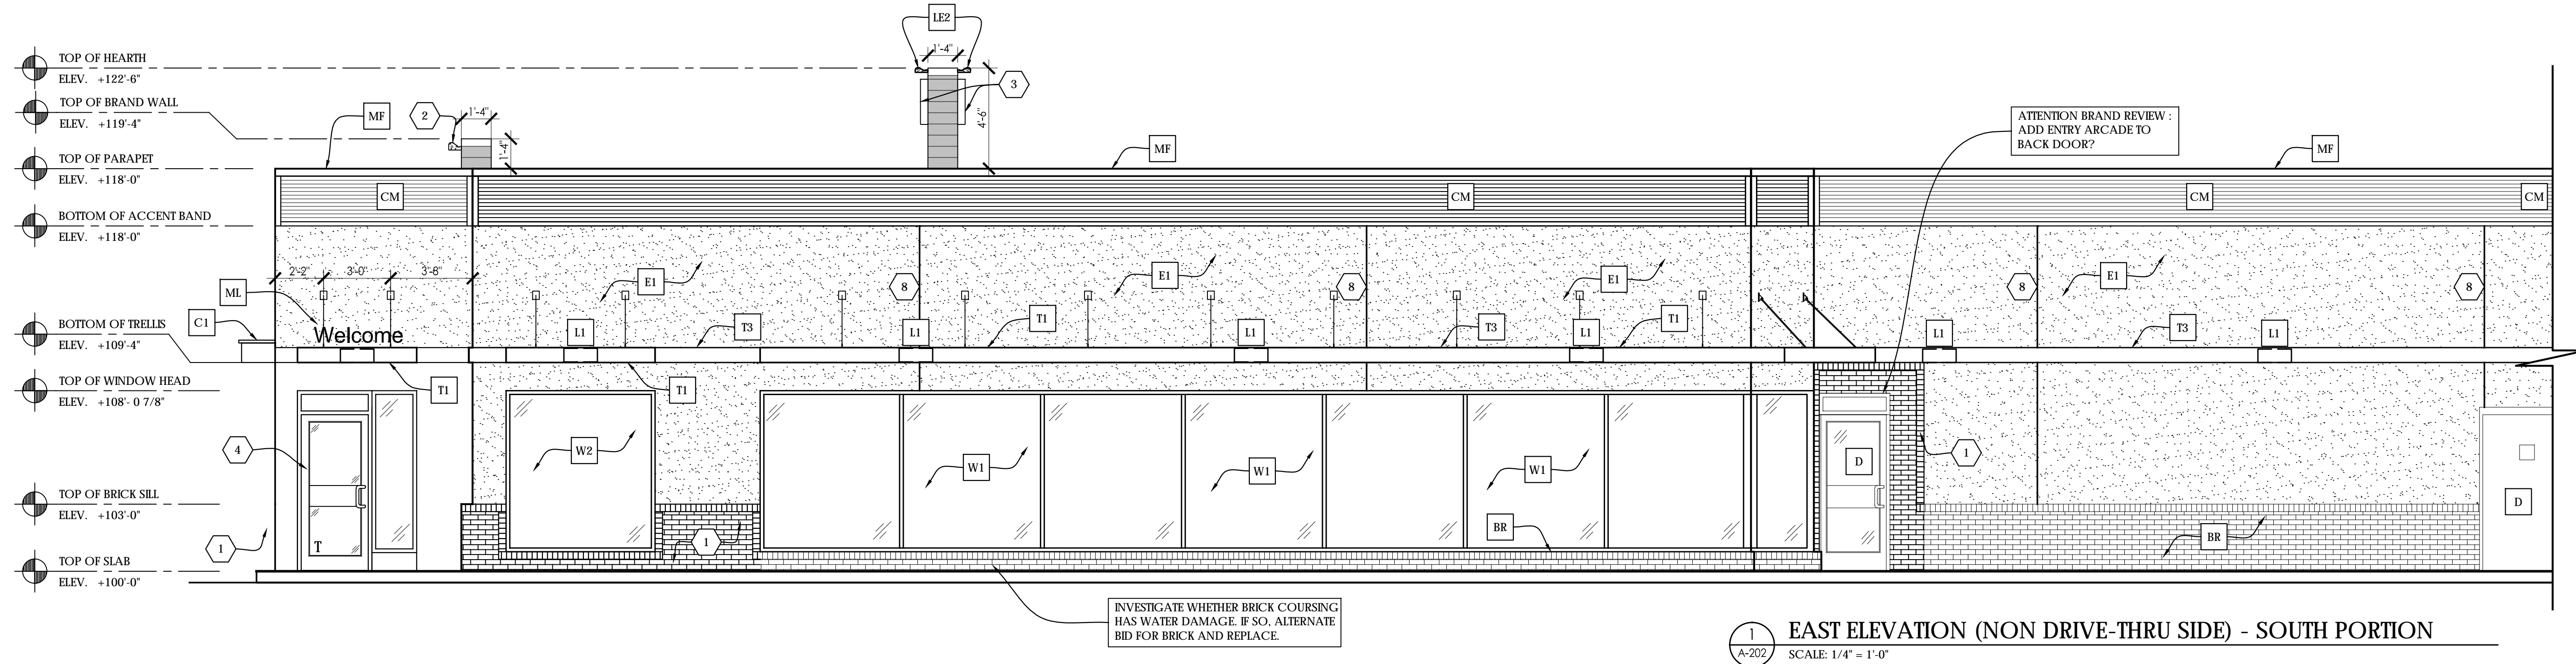 LE2
1'-4"
TOP OF HEARTH
ELEV. +122'-6"
3
4'-6"
TOP OF BRAND WALL
ELEV. +119'-4"
MF
2
1'-4"
1'-4"
MF
ATTENTION BRAND REVIEW :
ADD ENTRY ARCADE TO
BACK DOOR?
MF
TOP OF PARAPET
ELEV. +118'-0"
CM
CM
CM
CM
BOTTOM OF ACCENT BAND
ELEV. +118'-0"
2'-2"
3'-0"
3'-8"
E1
8
E1
8
E1
8
E1
8
ML
C1
Welcome
L1
T3
L1
T1
L1
T3
L1
T1
L1
T3
L1
BOTTOM OF TRELLIS
ELEV. +109'-4"
TOP OF WINDOW HEAD
ELEV. +108'- 0 7/8"
T1
T1
4
W2
W1
W1
W1
D
1
D
TOP OF BRICK SILL
ELEV. +103'-0"
1
T
1
BR
BR
TOP OF SLAB
ELEV. +100'-0"
INVESTIGATE WHETHER BRICK COURSING
HAS WATER DAMAGE. IF SO, ALTERNATE
BID FOR BRICK AND REPLACE.
1
A-202
EAST ELEVATION (NON DRIVE-THRU SIDE) - SOUTH PORTION
SCALE: 1/4" = 1'-0"